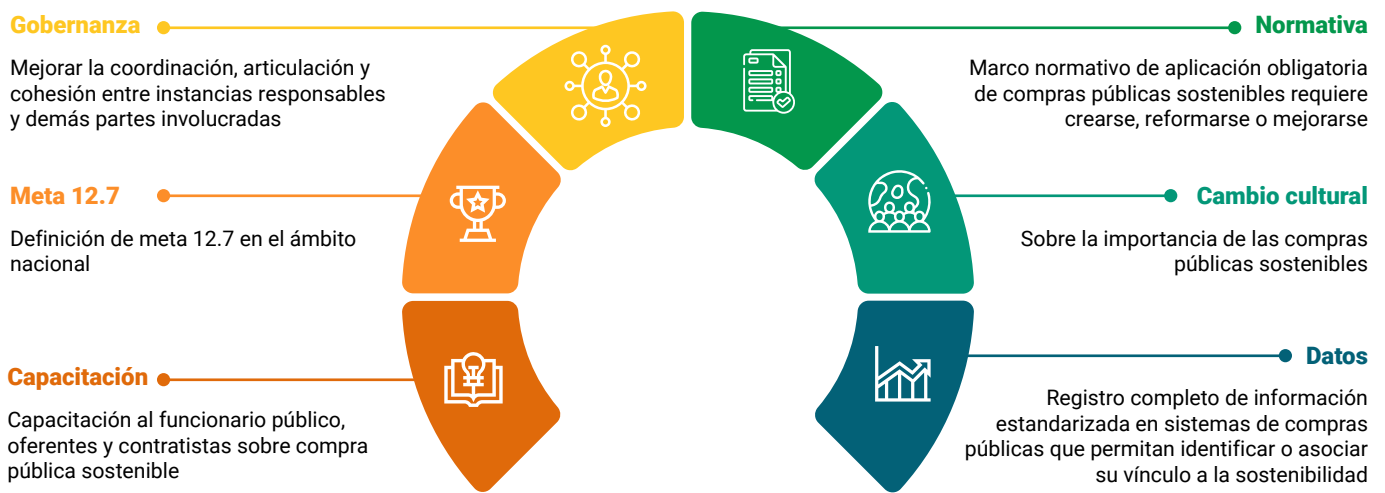 Gobernanza
Mejorar la coordinación, articulación y
cohesión entre instancias responsables
y demás partes involucradas
Meta 12.7
Definición de meta 12.7 en el ámbito
nacional
Capacitación
Capacitación al funcionario público,
oferentes y contratistas sobre compra
pública sostenible
Normativa
Marco normativo de aplicación obligatoria
de compras públicas sostenibles requiere
crearse, reformarse o mejorarse
Cambio cultural
Sobre la importancia de las compras
públicas sostenibles
Datos
Registro completo de información
estandarizada en sistemas de compras
públicas que permitan identificar o asociar
su vínculo a la sostenibilidad